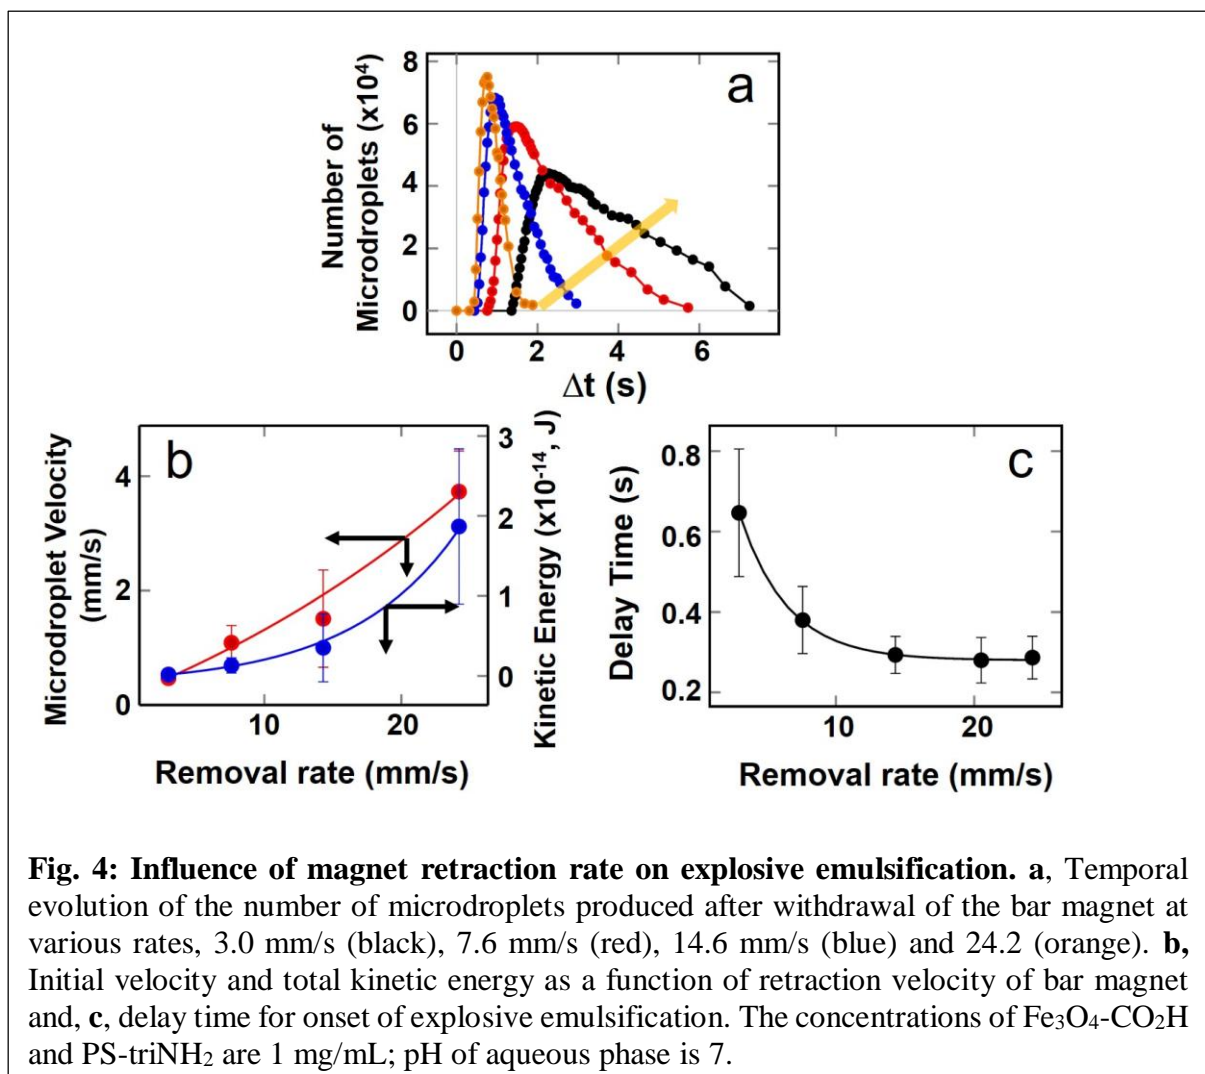 a
8
6
4
2
0
Number of
Microdroplets (x10⁴)
0 2 4 6
Δt (s)
b
4
2
0
Microdroplet Velocity
(mm/s)
3
2
1
0
Kinetic Energy (x10⁻¹⁴, J)
10 20
Removal rate (mm/s)
c
0.8
0.6
0.4
0.2
Delay Time (s)
10 20
Removal rate (mm/s)
Fig. 4: Influence of magnet retraction rate on explosive emulsification. a, Temporal
evolution of the number of microdroplets produced after withdrawal of the bar magnet at
various rates, 3.0 mm/s (black), 7.6 mm/s (red), 14.6 mm/s (blue) and 24.2 (orange). b,
Initial velocity and total kinetic energy as a function of retraction velocity of bar magnet
and, c, delay time for onset of explosive emulsification. The concentrations of Fe₃O₄-CO₂H
and PS-triNH₂ are 1 mg/mL; pH of aqueous phase is 7.